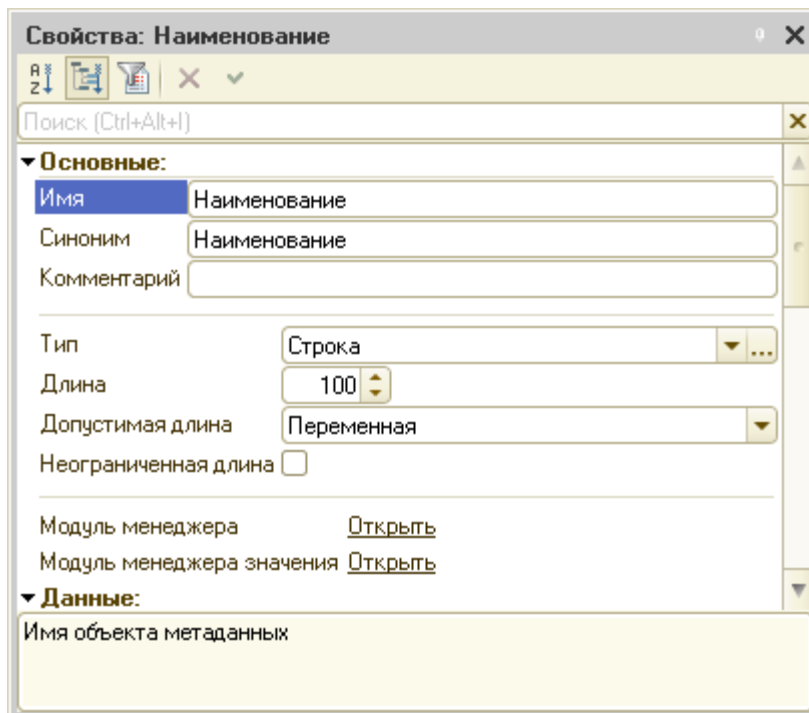 Свойства: Наименование
Поиск (Ctrl+Alt+I)
Основные:
Имя Наименование
Синоним Наименование
Комментарий
Тип Строка ...
Длина 100
Допустимая длина Переменная
Неограниченная длина
Модуль менеджера Открыть
Модуль менеджера значения Открыть
Данные:
Имя объекта метаданных